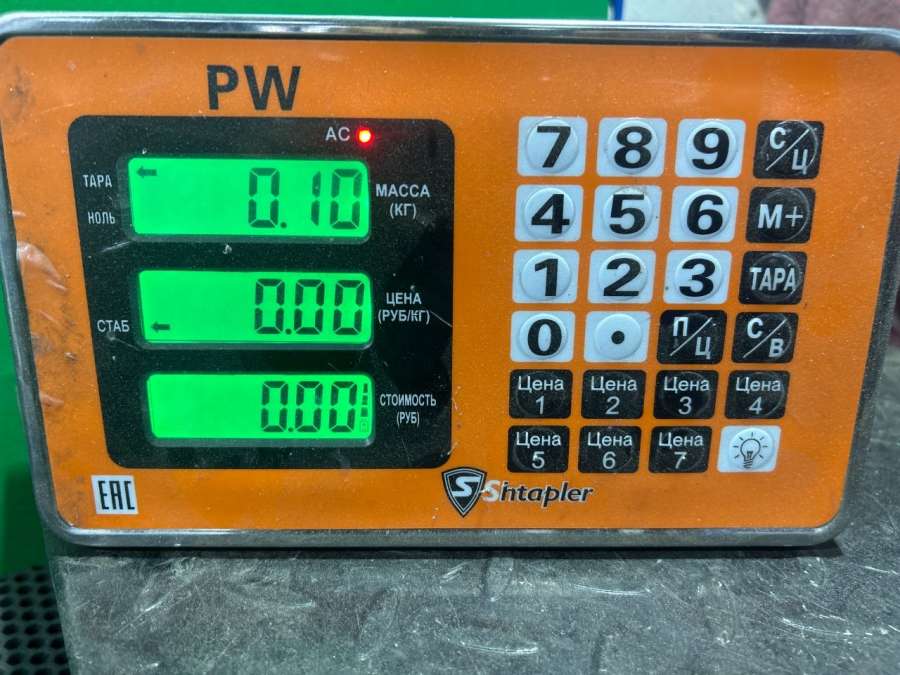 PW
AC
ТАРА
НОЛЬ
0.10
МАССА
(КГ)
СТАБ
0.00
ЦЕНА
(РУБ/КГ)
0.00
СТОИМОСТЬ
(РУБ)
7 8 9 С/Ц
4 5 6 М+
1 2 3 ТАРА
0 . П/Ц С/В
Цена 1 Цена 2 Цена 3 Цена 4
Цена 5 Цена 6 Цена 7
EAC
S Shtapler